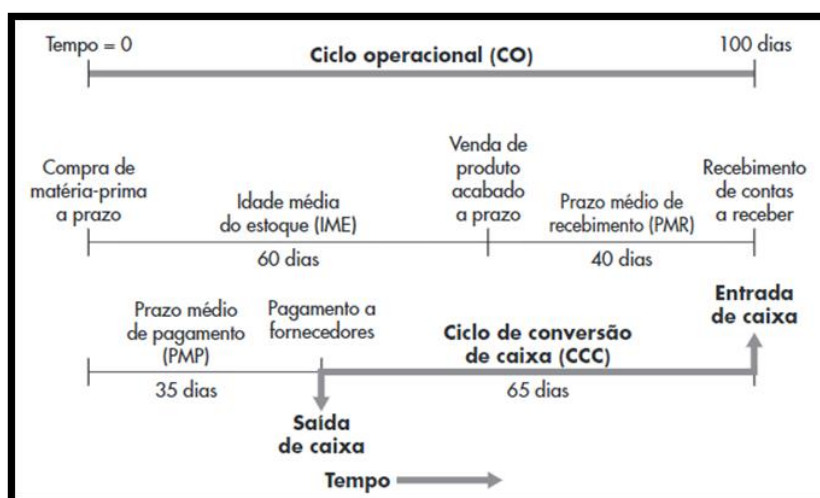 Tempo = 0
Ciclo operacional (CO)
100 dias
Compra de
matéria-prima
a prazo
Idade média
do estoque (IME)
60 dias
Venda de
produto
acabado
a prazo
Prazo médio de
recebimento (PMR)
40 dias
Recebimento
de contas
a receber
Prazo médio
de pagamento
(PMP)
35 dias
Pagamento a
fornecedores
Saída
de caixa
Ciclo de conversão
de caixa (CCC)
65 dias
Entrada
de caixa
Tempo